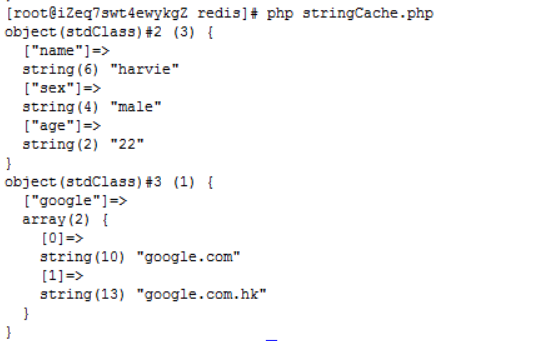 [root@iZeq7swt4ewykgZ redis]# php stringCache.php
object(stdClass)#2 (3) {
  ["name"]=>
  string(6) "harvie"
  ["sex"]=>
  string(4) "male"
  ["age"]=>
  string(2) "22"
}
object(stdClass)#3 (1) {
  ["google"]=>
  array(2) {
    [0]=>
    string(10) "google.com"
    [1]=>
    string(13) "google.com.hk"
  }
}